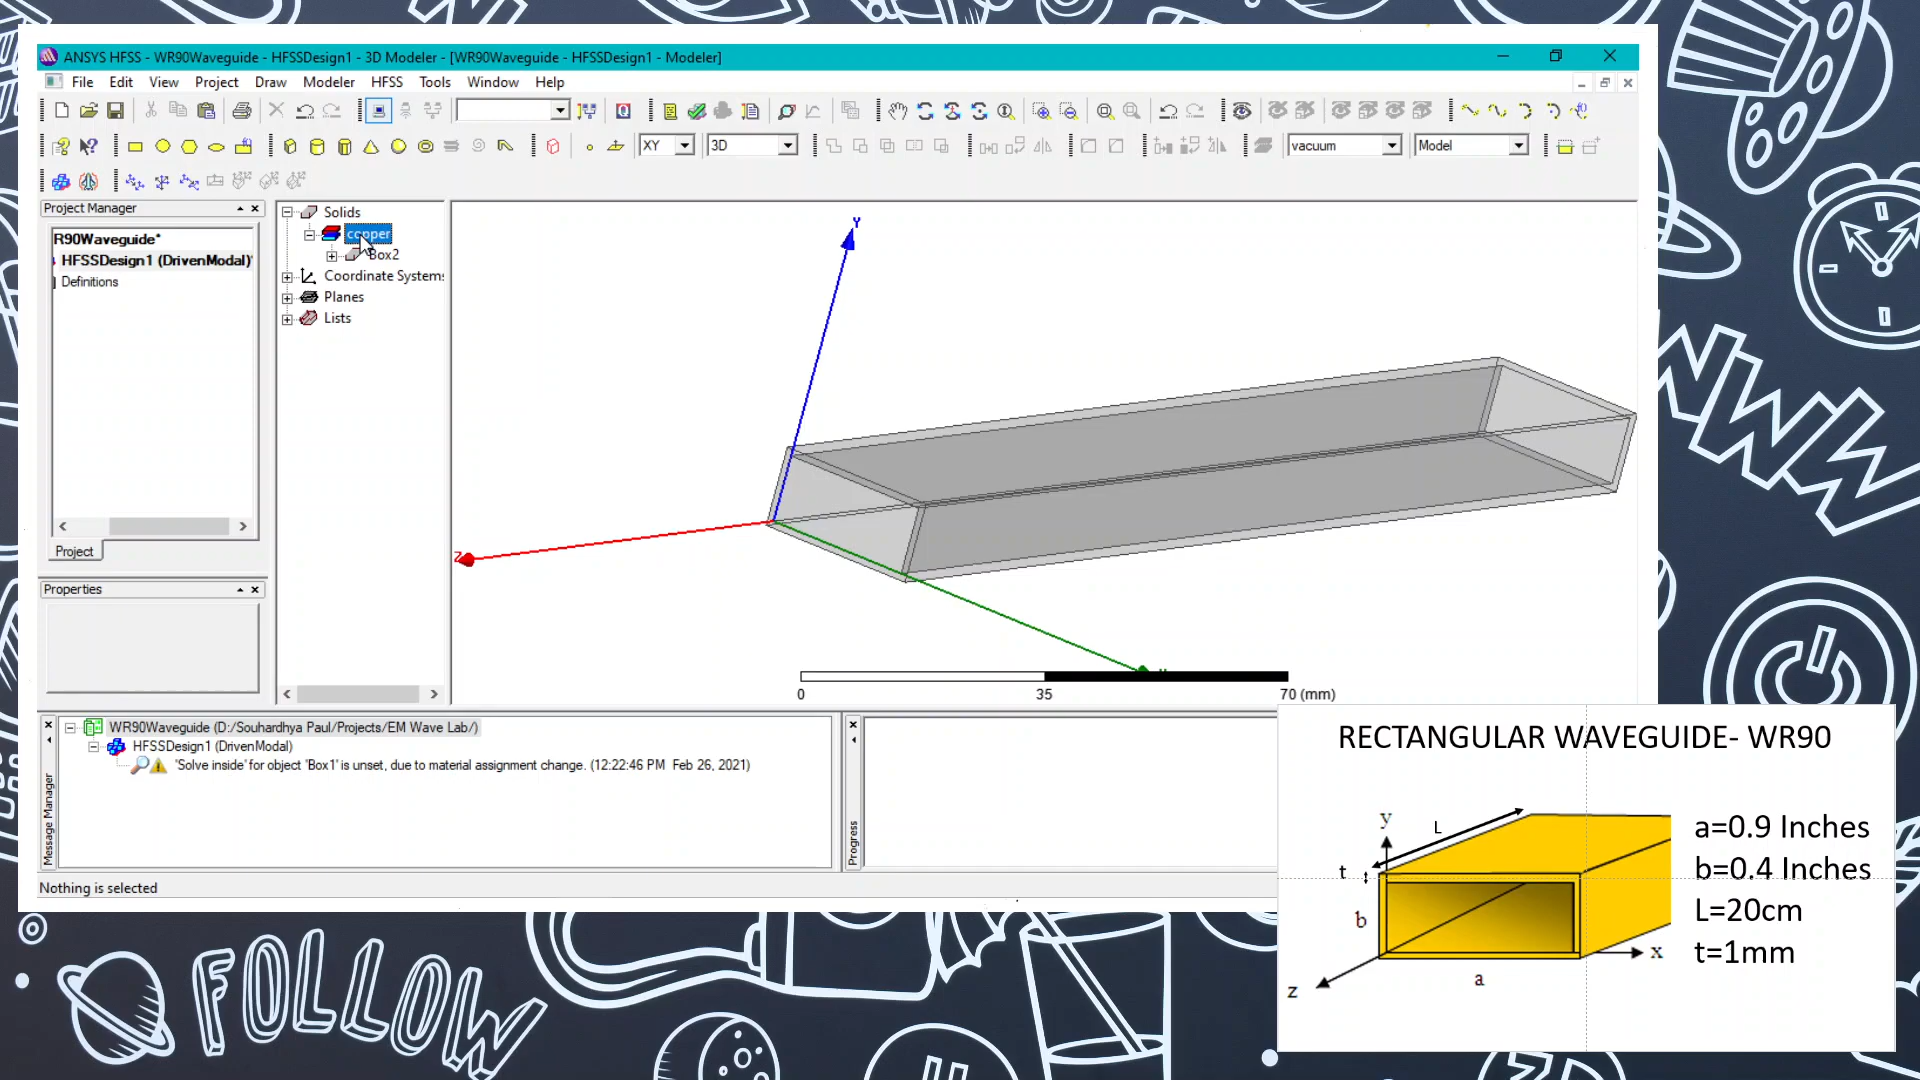 ANSYS HFSS - WR90Waveguide - HFSSDesign1 - 3D Modeler - [WR90Waveguide - HFSSDesign1 - Modeler]
File Edit View Project Draw Modeler HFSS Tools Window Help
XY 3D vacuum Model
Project Manager
R90Waveguide*
HFSSDesign1 (DrivenModal)*
Definitions
Project
Properties
Solids
copper
Box2
Coordinate Systems
Planes
Lists
Y
Z
0 35 70 (mm)
Message Manager
WR90Waveguide (D:/Souhardhya Paul/Projects/EM Wave Lab/)
HFSSDesign1 (DrivenModal)
'Solve inside' for object 'Box1' is unset, due to material assignment change. (12:22:46 PM Feb 26, 2021)
Progress
Nothing is selected
RECTANGULAR WAVEGUIDE- WR90
y
L
t
b
a
x
z
a=0.9 Inches
b=0.4 Inches
L=20cm
t=1mm
FOLLOW